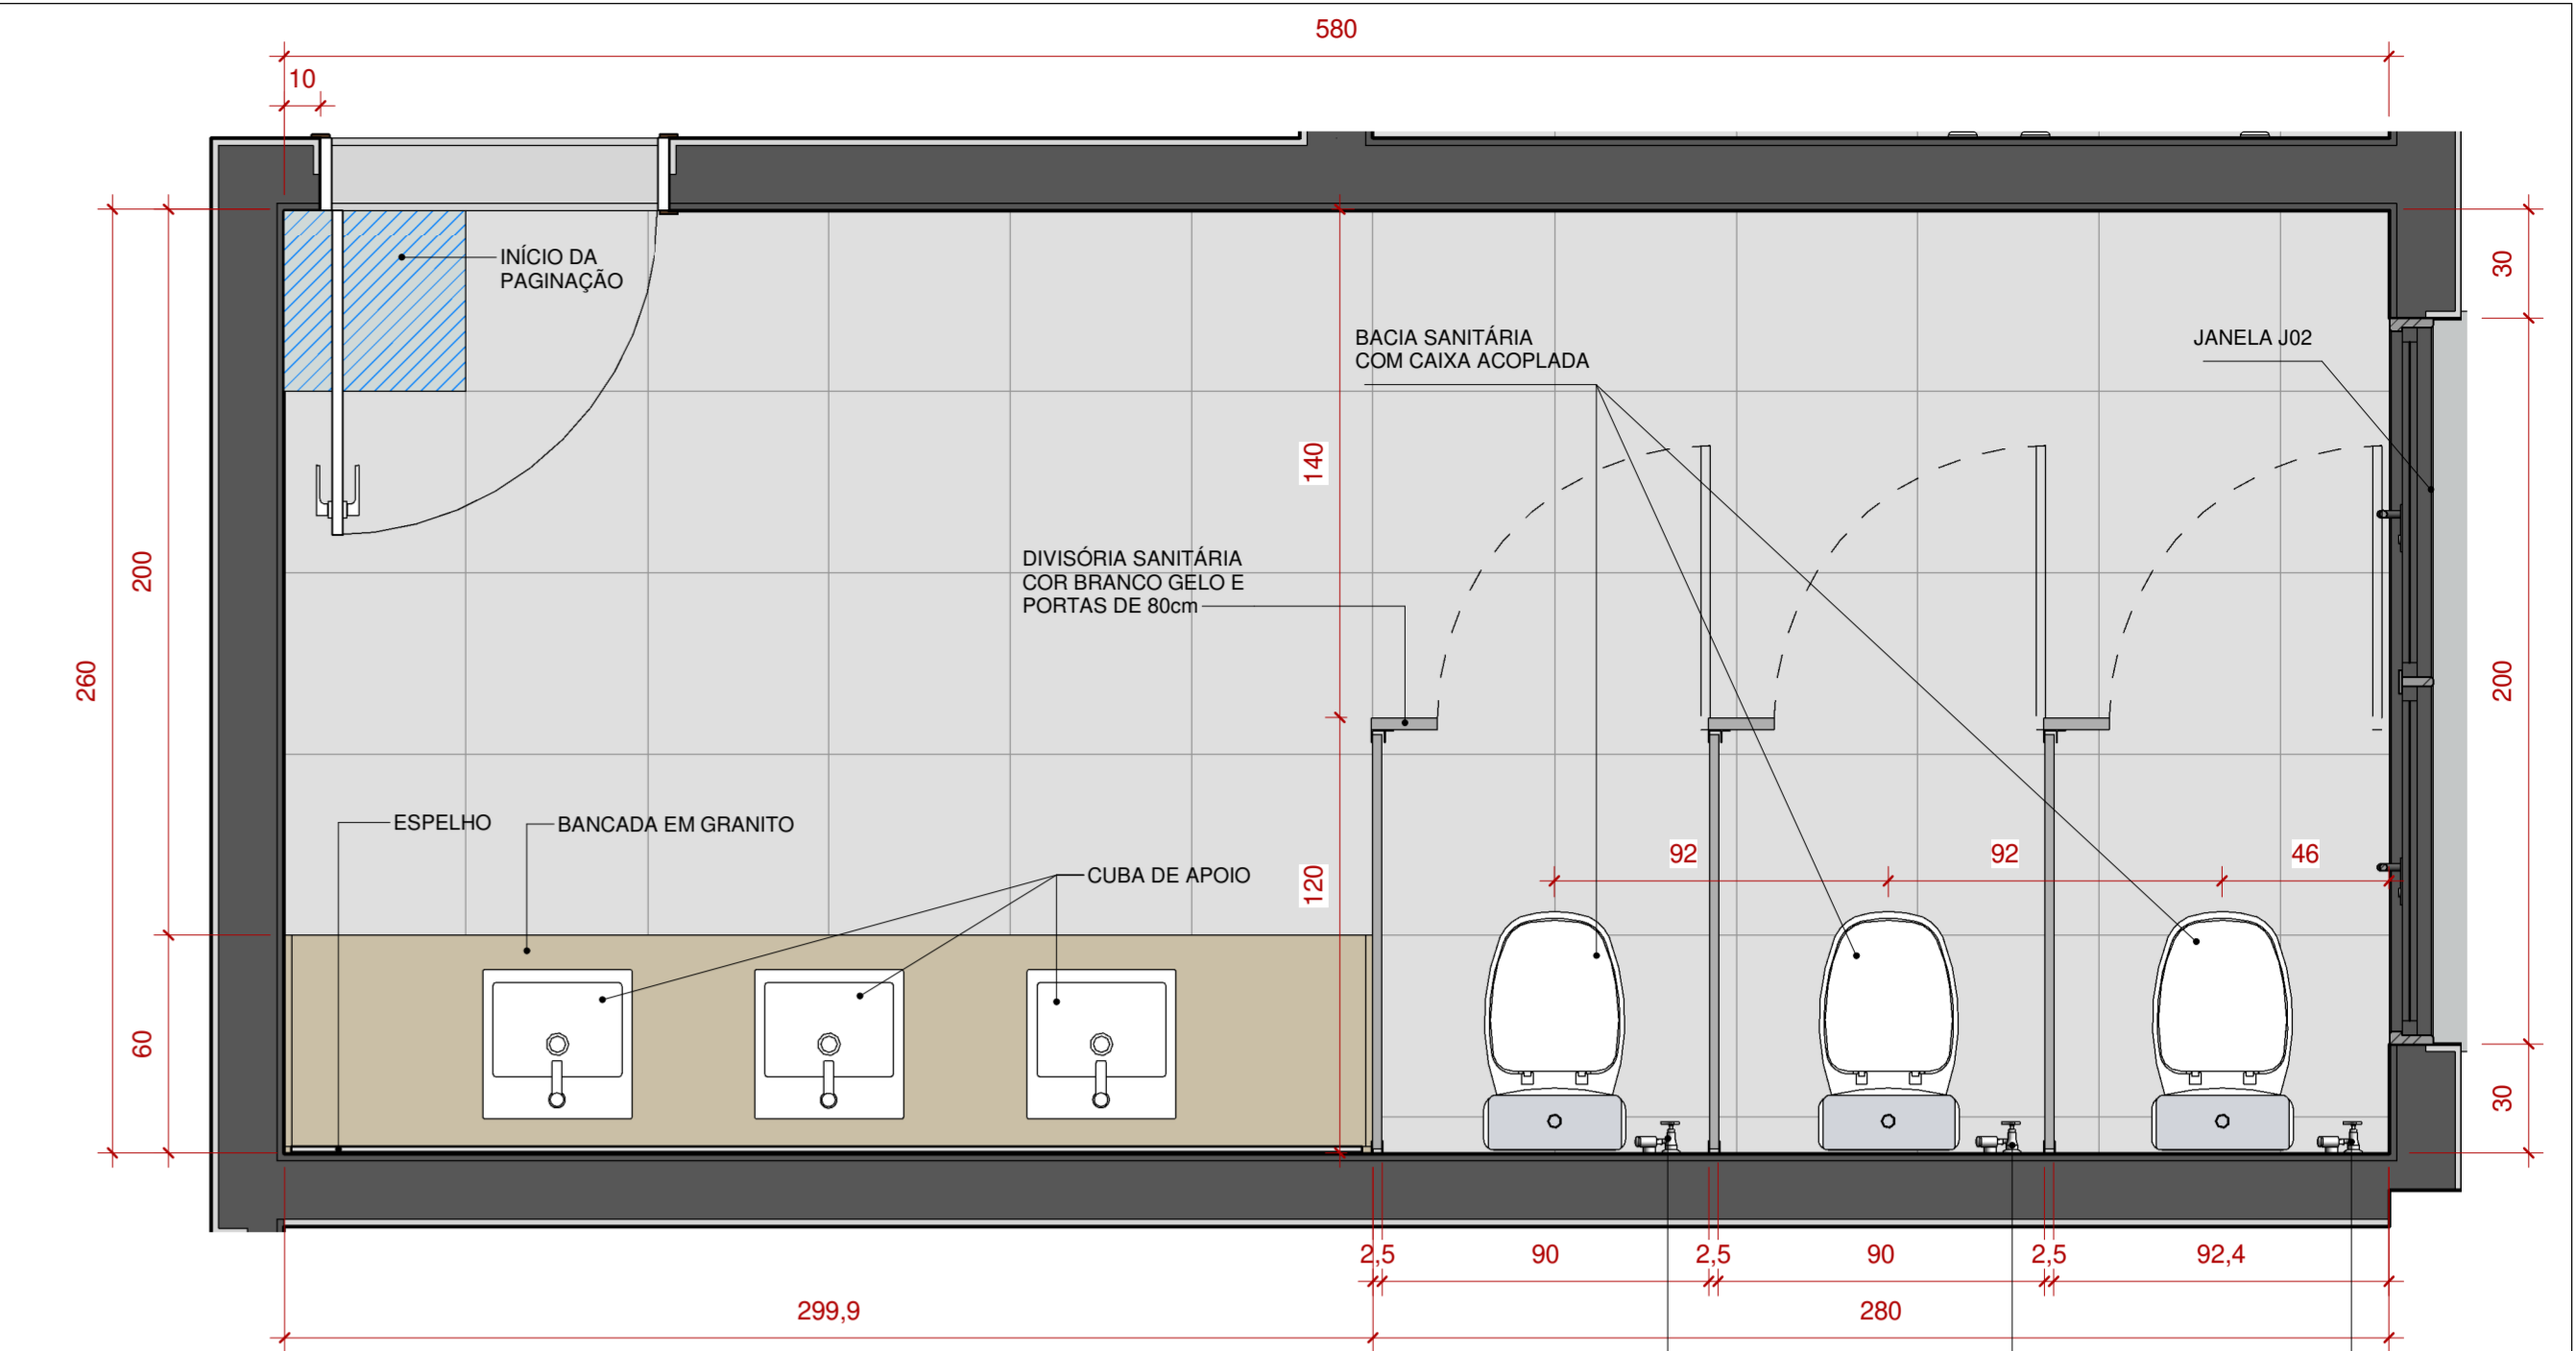 580
10
INÍCIO DA
PAGINAÇÃO
BACIA SANITÁRIA
COM CAIXA ACOPLADA
JANELA J02
30
140
200
260
DIVISÓRIA SANITÁRIA
COR BRANCO GELO E
PORTAS DE 80cm
200
ESPELHO
BANCADA EM GRANITO
CUBA DE APOIO
120
92
92
46
60
30
2,5
90
2,5
90
2,5
92,4
299,9
280